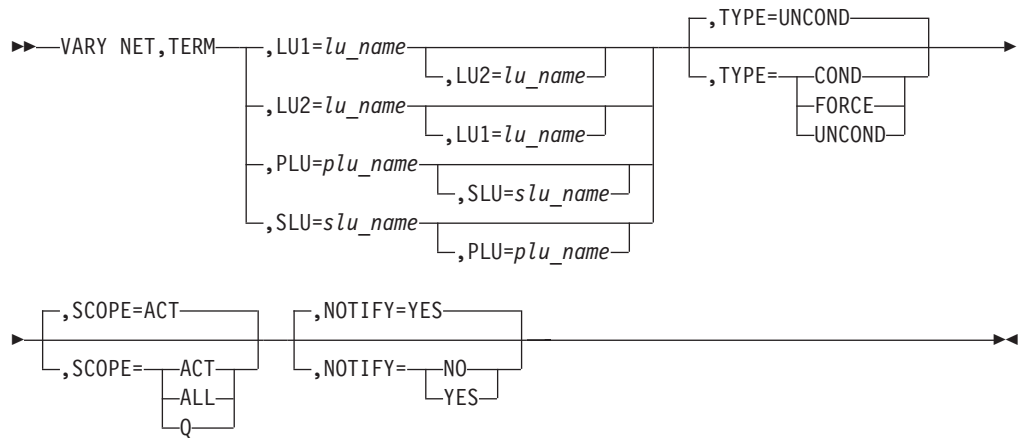 ,TYPE=UNCOND
VARY NET,TERM ,LU1=lu_name
,LU2=lu_name ,TYPE= COND
,LU2=lu_name FORCE
,LU1=lu_name UNCOND
,PLU=plu_name
,SLU=slu_name
,SLU=slu_name
,PLU=plu_name
,SCOPE=ACT ,NOTIFY=YES
,SCOPE= ACT ,NOTIFY= NO
ALL YES
Q